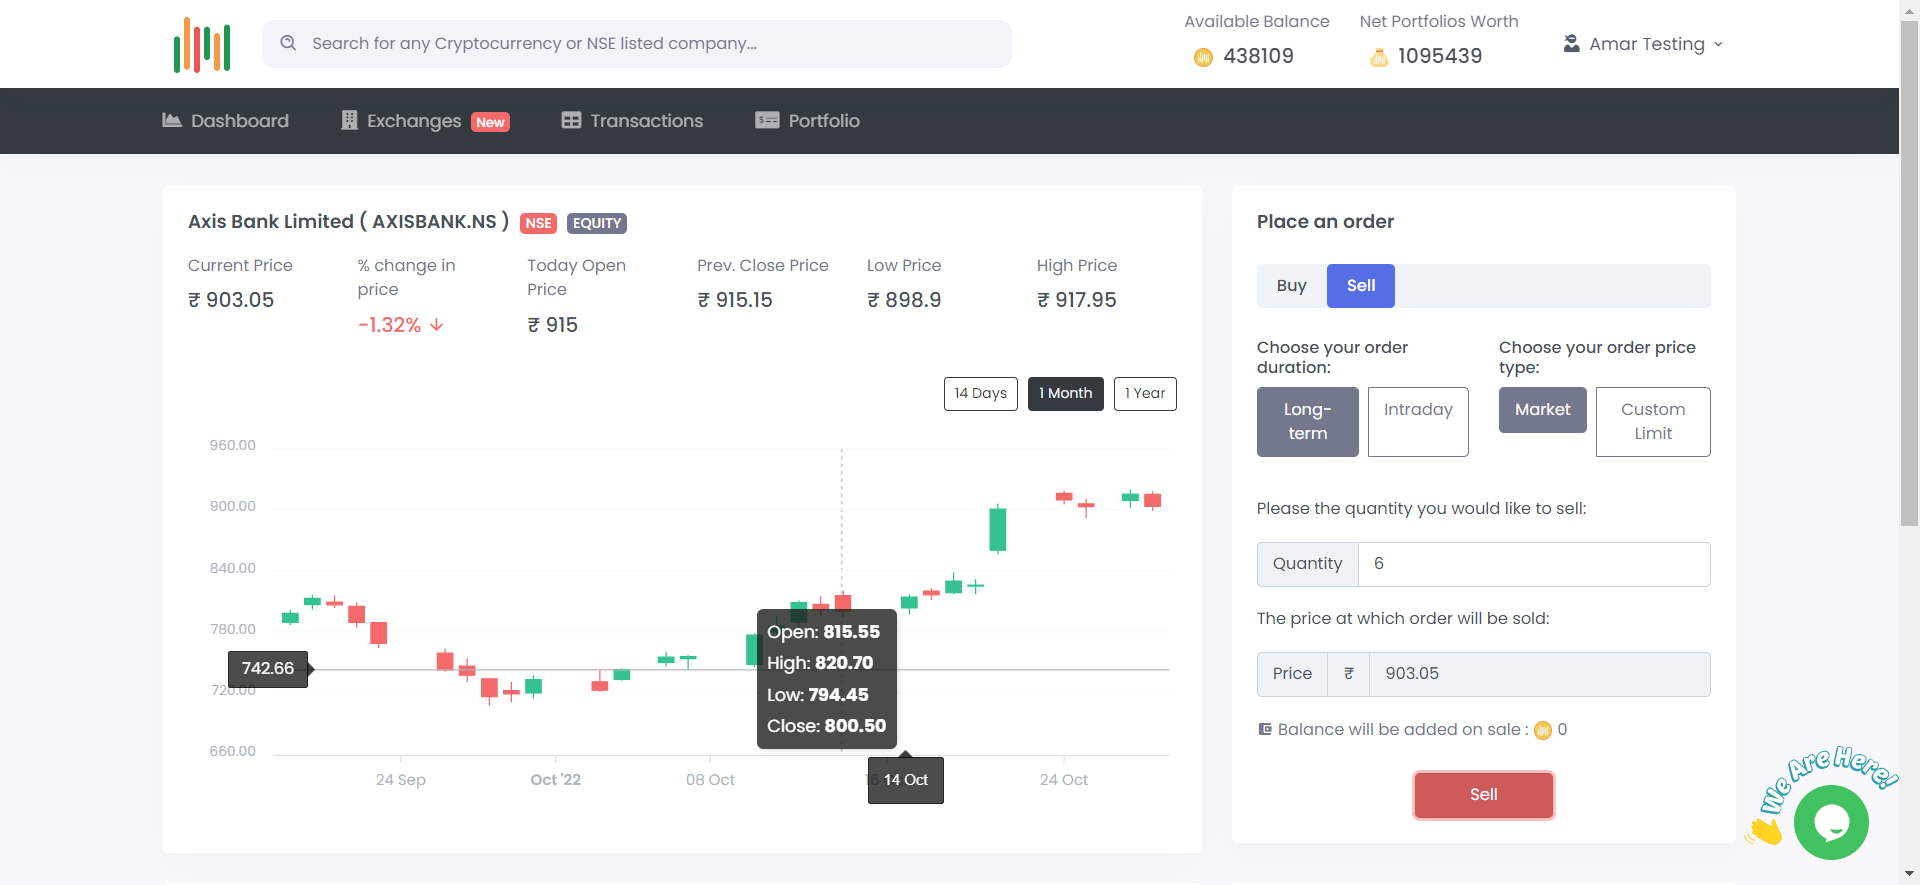 Search for any Cryptocurrency or NSE listed company...
Available Balance
438109
Net Portfolios Worth
1095439
Amar Testing
Dashboard
Exchanges New
Transactions
Portfolio
Axis Bank Limited ( AXISBANK.NS ) NSE EQUITY
Current Price
₹ 903.05
% change in
price
-1.32%
Today Open
Price
₹ 915
Prev. Close Price
₹ 915.15
Low Price
₹ 898.9
High Price
₹ 917.95
14 Days
1 Month
1 Year
960.00
900.00
840.00
780.00
742.66
720.00
660.00
Open: 815.55
High: 820.70
Low: 794.45
Close: 800.50
24 Sep
Oct '22
08 Oct
16
14 Oct
24 Oct
Place an order
Buy
Sell
Choose your order
duration:
Long-
term
Intraday
Choose your order price
type:
Market
Custom
Limit
Please the quantity you would like to sell:
Quantity
6
The price at which order will be sold:
Price
₹
903.05
Balance will be added on sale : 0
Sell
We Are Here!